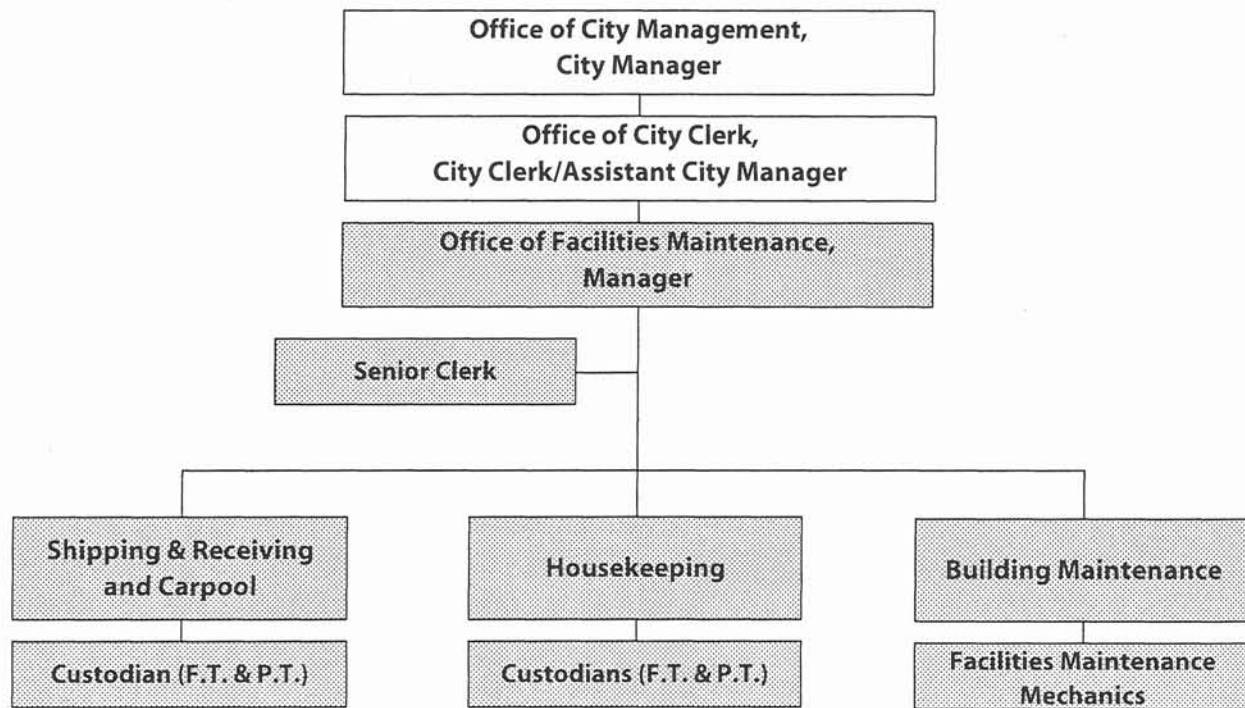 Office of City Management,
City Manager
Office of City Clerk,
City Clerk/Assistant City Manager
Office of Facilities Maintenance,
Manager
Senior Clerk
Shipping & Receiving
and Carpool
Housekeeping
Building Maintenance
Custodian (F.T. & P.T.)
Custodians (F.T. & P.T.)
Facilities Maintenance
Mechanics